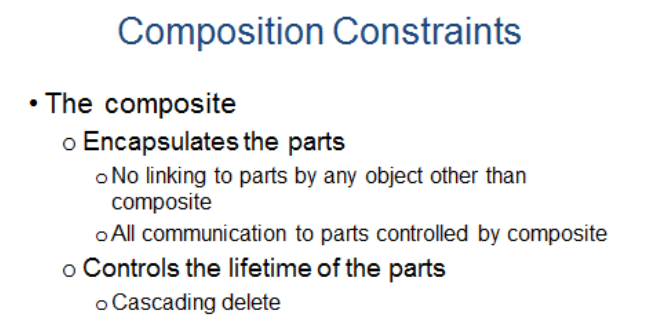 Composition Constraints
• The composite
o Encapsulates the parts
o No linking to parts by any object other than
composite
o All communication to parts controlled by composite
o Controls the lifetime of the parts
o Cascading delete